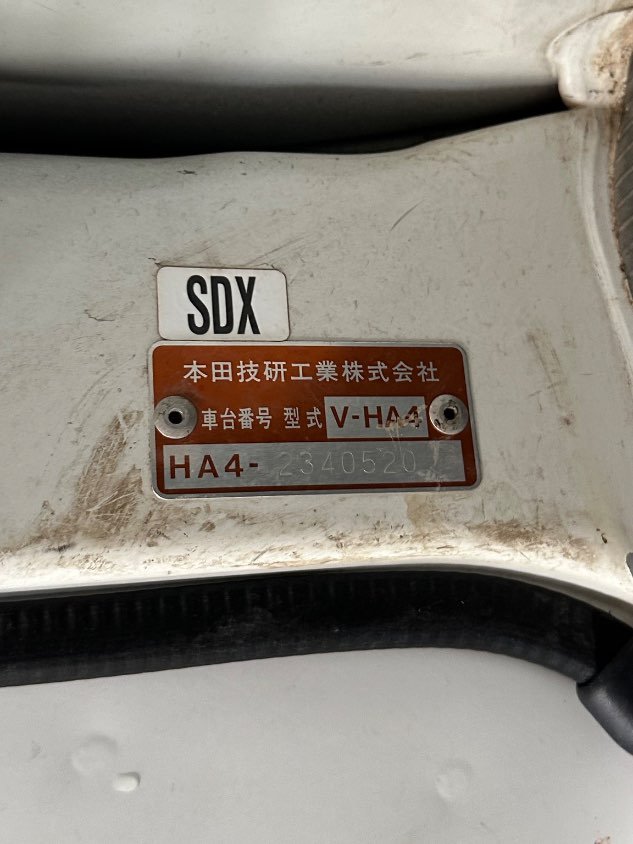 SDX
本田技研工業株式会社
車台番号 型式 V-HA4
HA4-2340520